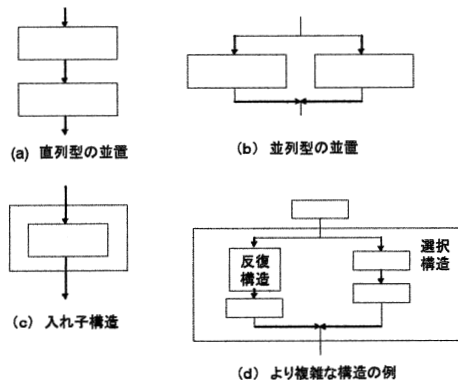 (a) 直列型の並置
(b) 並列型の並置
(c) 入れ子構造
反復
構造
選択
構造
(d) より複雑な構造の例